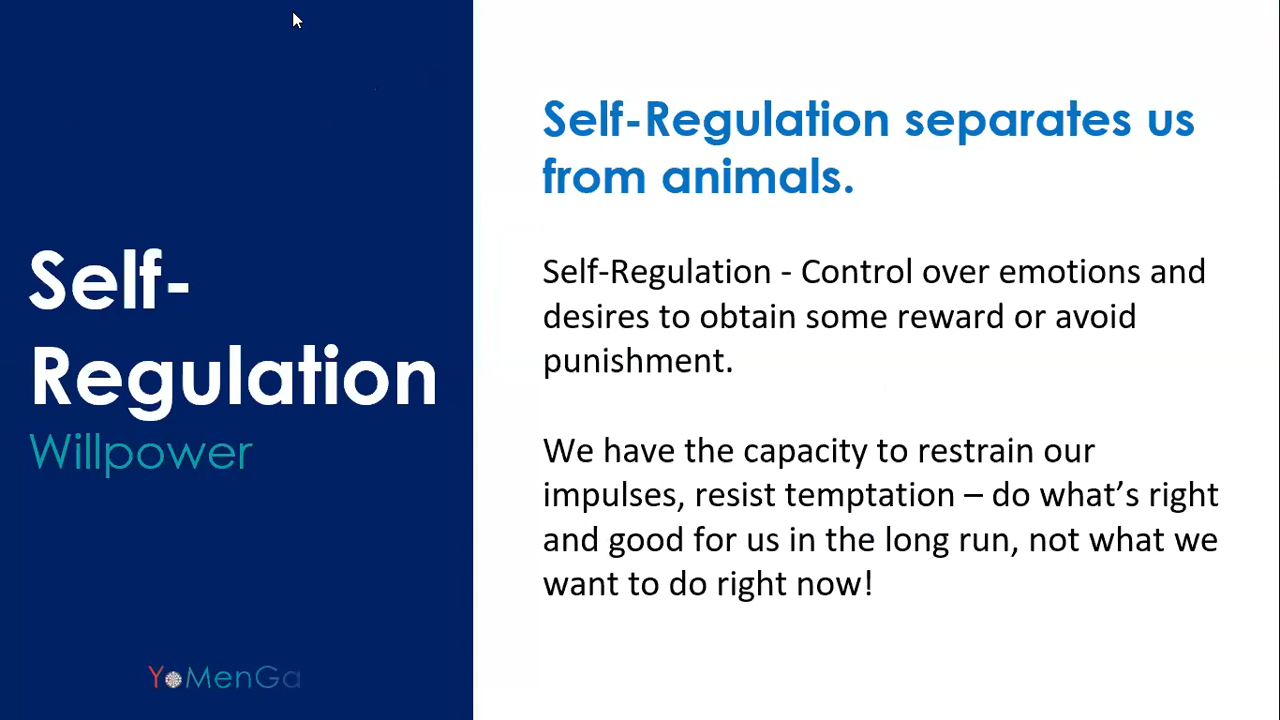 Self-
Regulation
Willpower
YoMenGa
Self-Regulation separates us
from animals.
Self-Regulation - Control over emotions and
desires to obtain some reward or avoid
punishment.
We have the capacity to restrain our
impulses, resist temptation – do what’s right
and good for us in the long run, not what we
want to do right now!